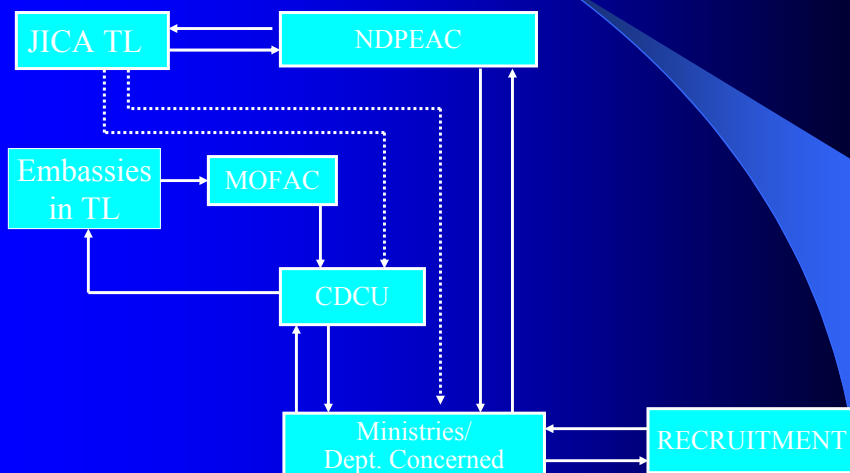 JICA TL
NDPEAC
Embassies
in TL
MOFAC
CDCU
Ministries/
Dept. Concerned
RECRUITMENT